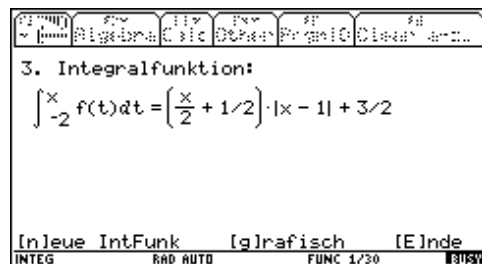 Algebra Calc Other PrgmIO Clean
3. Integralfunktion:
∫ x -2 f(t)dt = (x/2 + 1/2)·|x - 1| + 3/2
[n]eue IntFunk [g]rafisch [E]nde
INTEG RAD AUTO FUNC 1/30 BUSY